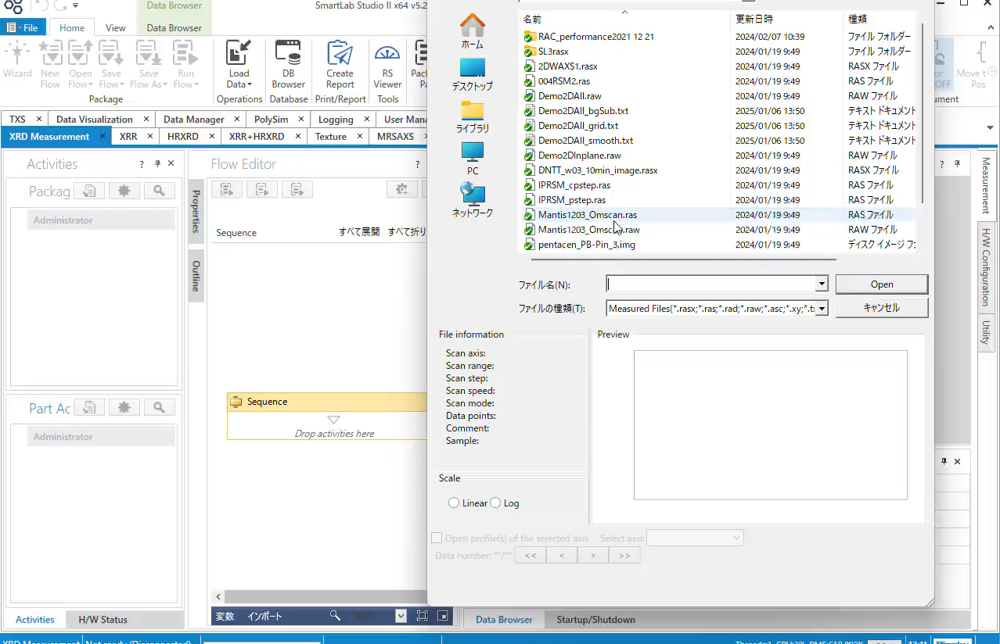 Data Browser
SmartLab Studio II x64 v5.2
File
Home
View
Data Browser
Wizard
New Flow
Open Flow
Save Flow
Save Flow As
Run Flow
Load Data
DB Browser
Create Report
RS Viewer
Package
Operations
Database
Print/Report
Tools
Move t
Pos
OFF
TXS
Data Visualization
Data Manager
PolySim
Logging
User Mana
XRD Measurement
XRR
HRXRD
XRR+HRXRD
Texture
MRSAXS
Activities
?
Packag
Administrator
Part Ac
Administrator
Activities
H/W Status
Properties
Outline
Flow Editor
?
Sequence
すべて展開
すべて折り
Sequence
Drop activities here
変数
インポート
100%
ホーム
デスクトップ
ライブラリ
PC
ネットワーク
名前
更新日時
種類
RAC_performance2021 12 21
2024/02/07 10:39
ファイル フォルダー
SL3rasx
2024/01/19 9:49
ファイル フォルダー
2DWAXS1.rasx
2024/01/19 9:49
RASX ファイル
004RSM2.ras
2024/01/19 9:49
RAS ファイル
Demo2DAll.raw
2024/01/19 9:49
RAW ファイル
Demo2DAll_bgSub.txt
2025/01/06 13:50
テキスト ドキュメント
Demo2DAll_grid.txt
2025/01/06 13:50
テキスト ドキュメント
Demo2DAll_smooth.txt
2025/01/06 13:50
テキスト ドキュメント
Demo2DInplane.raw
2024/01/19 9:49
RAW ファイル
DNTT_w03_10min_image.rasx
2024/01/19 9:49
RASX ファイル
IPRSM_cpstep.ras
2024/01/19 9:49
RAS ファイル
IPRSM_pstep.ras
2024/01/19 9:49
RAS ファイル
Mantis1203_Omscan.ras
2024/01/19 9:49
RAS ファイル
Mantis1203_Omscan.raw
2024/01/19 9:49
RAW ファイル
pentacen_PB-Pin_3.img
2024/01/19 9:49
ディスク イメージ ファ
ファイル名(N):
Open
ファイルの種類(T):
Measured Files(*.rasx;*.ras;*.rad;*.raw;*.asc;*.xy;*.t
キャンセル
File information
Scan axis:
Scan range:
Scan step:
Scan speed:
Scan mode:
Data points:
Comment:
Sample:
Preview
Scale
Linear
Log
Open profile(s) of the selected axis
Select axis:
Data number: **/**
<<
<
>
>>
Data Browser
Startup/Shutdown
?
Measurement
H/W Configuration
Utility
XRD Measurement
Not ready (Disconnected)
13:11